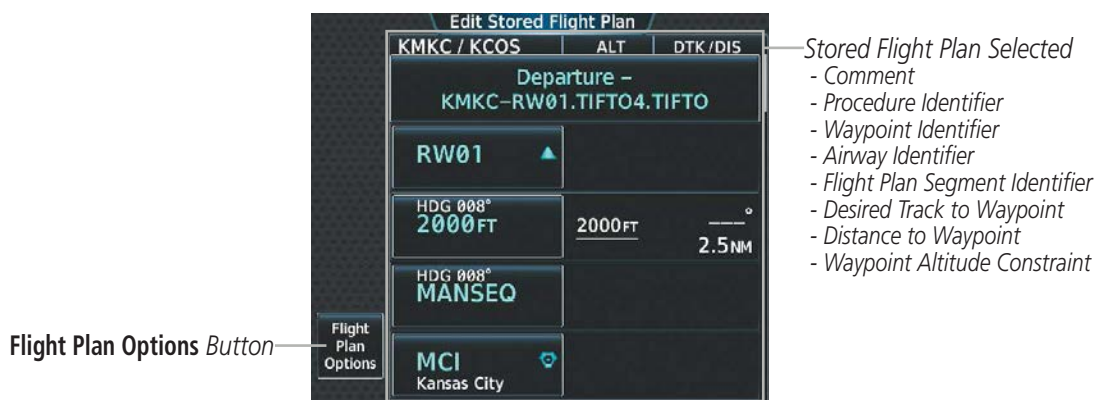 Edit Stored Flight Plan
KMKC / KCOS ALT DTK/DIS
Departure –
KMKC–RW01.TIFTO4.TIFTO
RW01
HDG 008°
2000FT 2000FT ___°
2.5NM
HDG 008°
MANSEQ
Flight
Plan
Options
MCI
Kansas City
Flight Plan Options Button
Stored Flight Plan Selected
- Comment
- Procedure Identifier
- Waypoint Identifier
- Airway Identifier
- Flight Plan Segment Identifier
- Desired Track to Waypoint
- Distance to Waypoint
- Waypoint Altitude Constraint